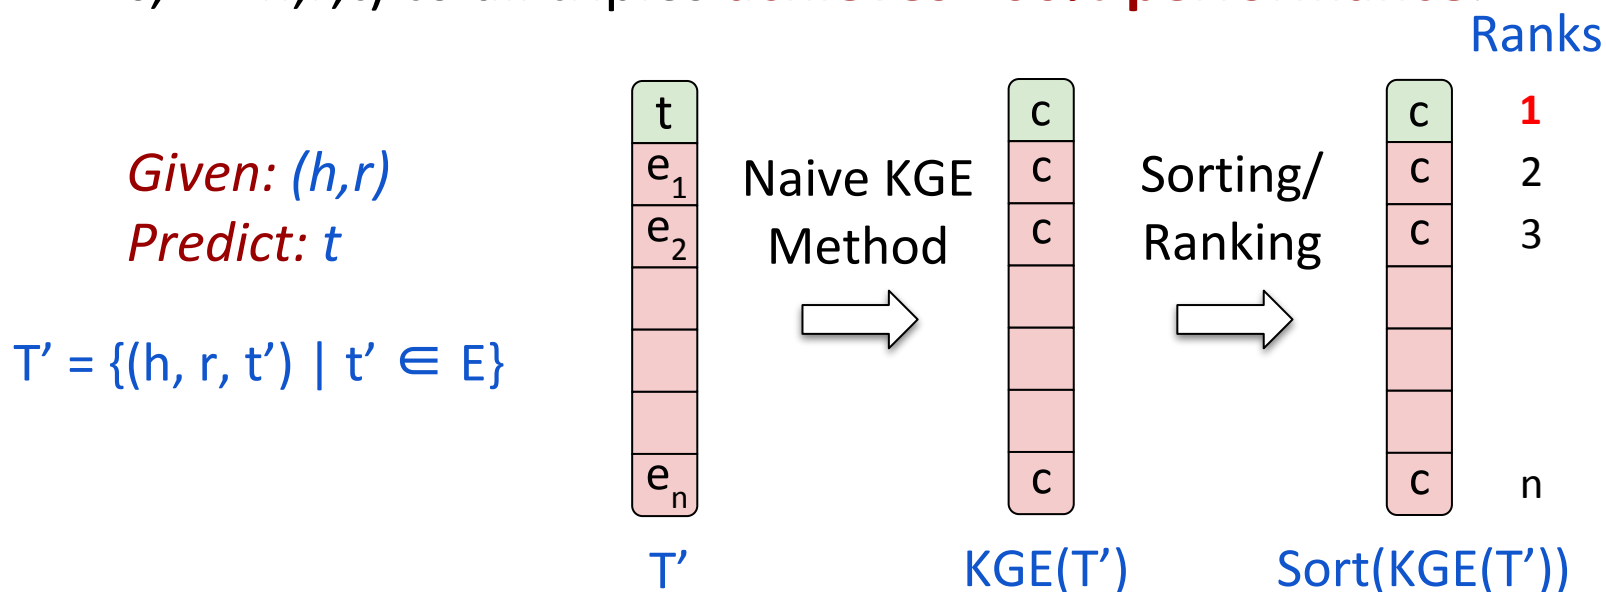 Ranks
Given: (h,r)
Predict: t
T’ = {(h, r, t’) | t’ ∈ E}
t
e1
e2
en
T’
Naive KGE
Method
c
c
c
c
KGE(T’)
Sorting/
Ranking
c
c
c
c
Sort(KGE(T’))
1
2
3
n